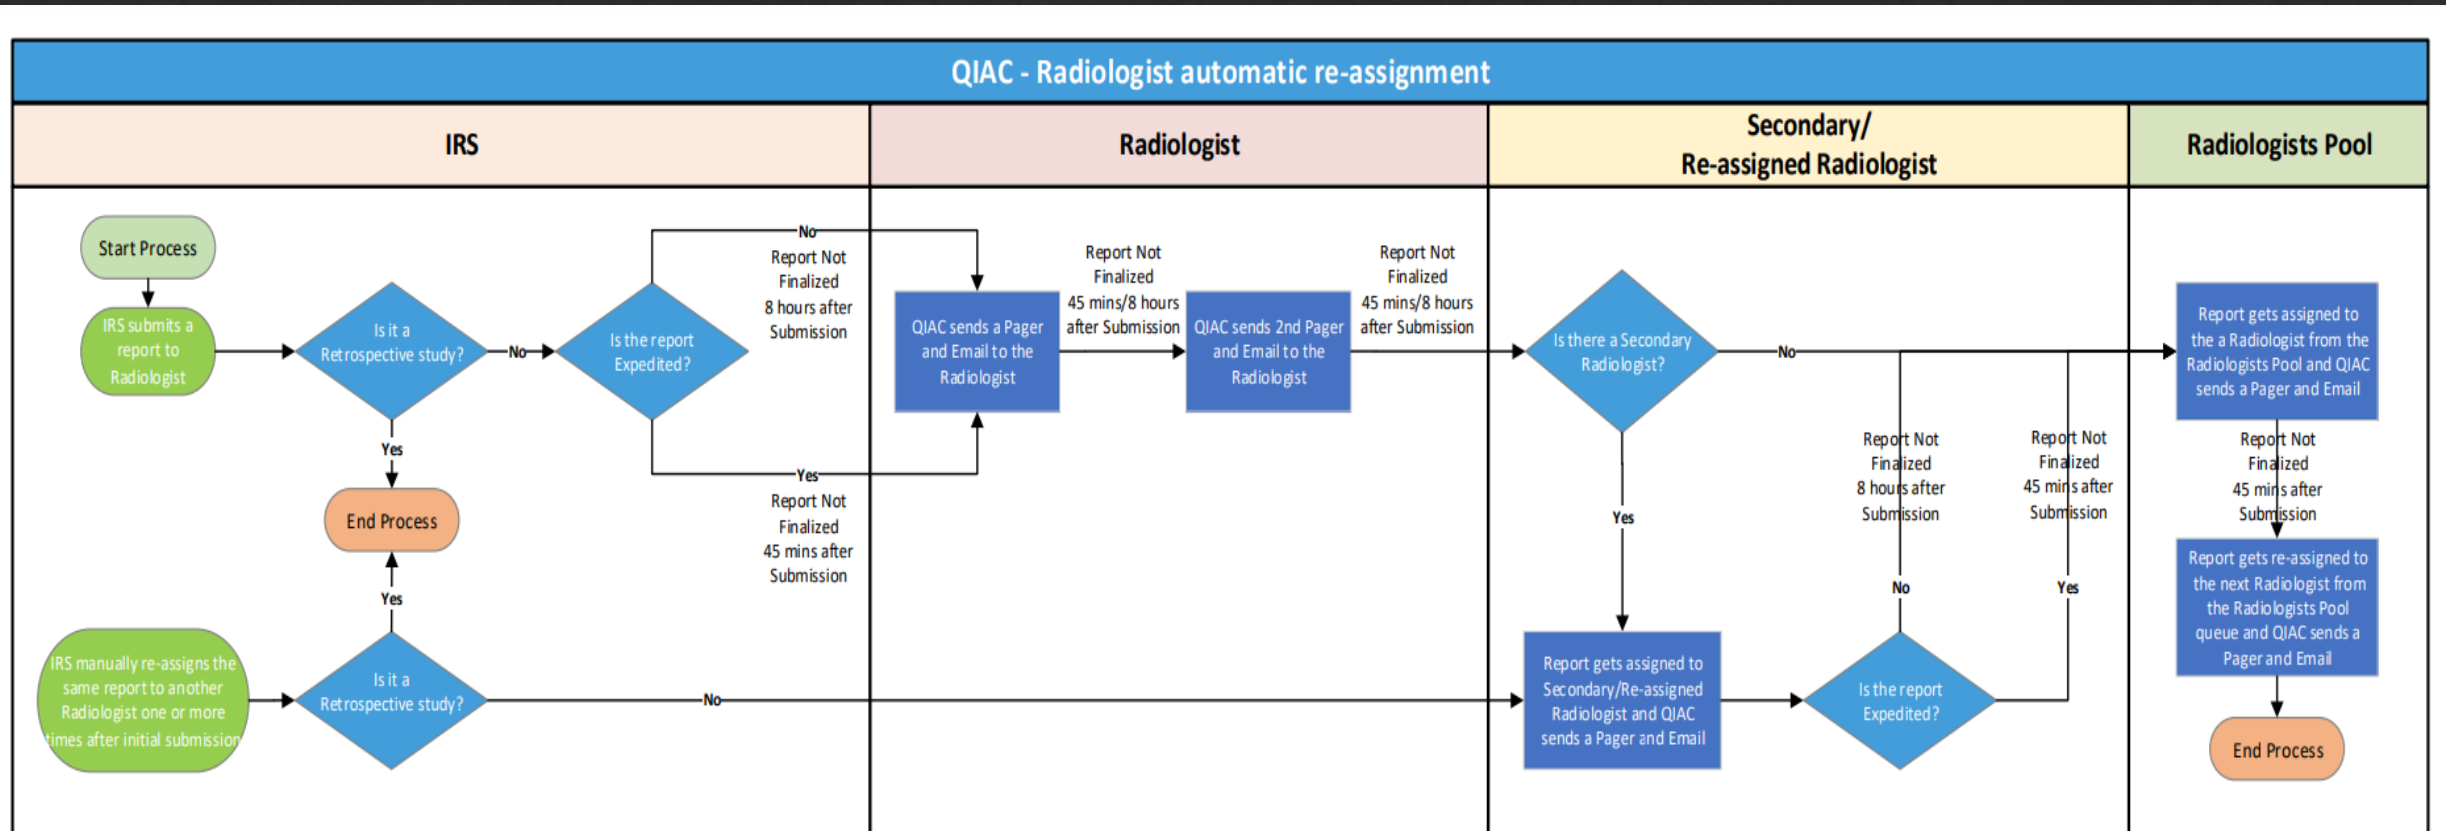 QIAC - Radiologist automatic re-assignment
IRS
Radiologist
Secondary/
Re-assigned Radiologist
Radiologists Pool
Start Process
IRS submits a
report to
Radiologist
Is it a
Retrospective study?
No
Yes
End Process
Is the report
Expedited?
No
Report Not
Finalized
8 hours after
Submission
Yes
Report Not
Finalized
45 mins after
Submission
IRS manually re-assigns the
same report to another
Radiologist one or more
times after initial submission
Is it a
Retrospective study?
Yes
No
QIAC sends a Pager
and Email to the
Radiologist
Report Not
Finalized
45 mins/8 hours
after Submission
QIAC sends 2nd Pager
and Email to the
Radiologist
Report Not
Finalized
45 mins/8 hours
after Submission
Is there a Secondary
Radiologist?
No
Yes
Report gets assigned to
Secondary/Re-assigned
Radiologist and QIAC
sends a Pager and Email
Is the report
Expedited?
Report Not
Finalized
8 hours after
Submission
No
Report Not
Finalized
45 mins after
Submission
Yes
Report gets assigned to
the a Radiologist from the
Radiologists Pool and QIAC
sends a Pager and Email
Report Not
Finalized
45 mins after
Submission
Report gets re-assigned to
the next Radiologist from
the Radiologists Pool
queue and QIAC sends a
Pager and Email
End Process